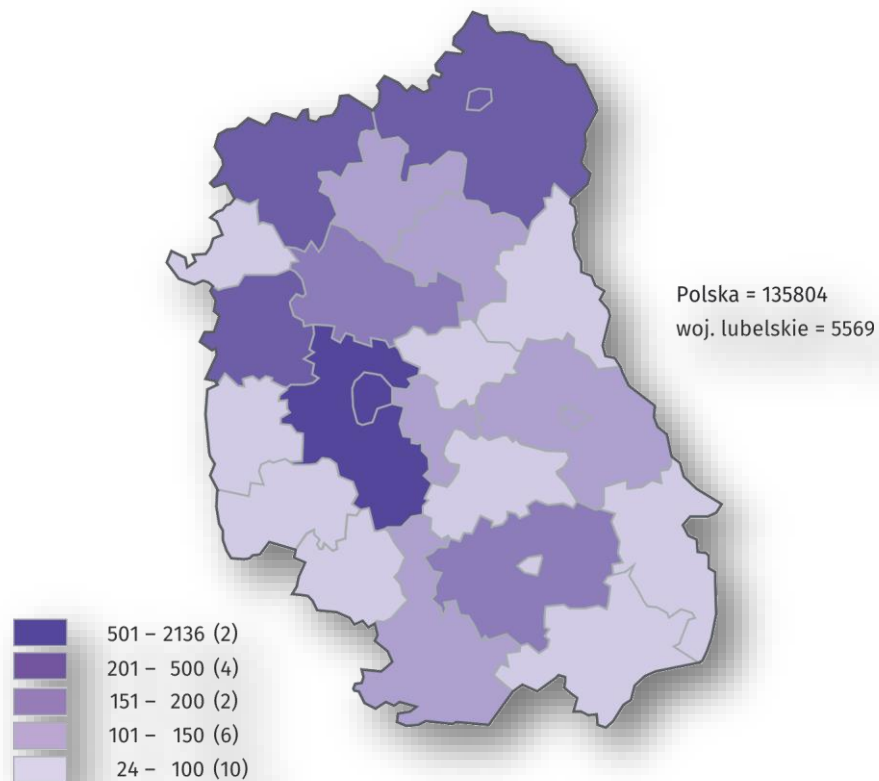 Polska = 135804
woj. lubelskie = 5569
501 – 2136 (2)
201 – 500 (4)
151 – 200 (2)
101 – 150 (6)
24 – 100 (10)